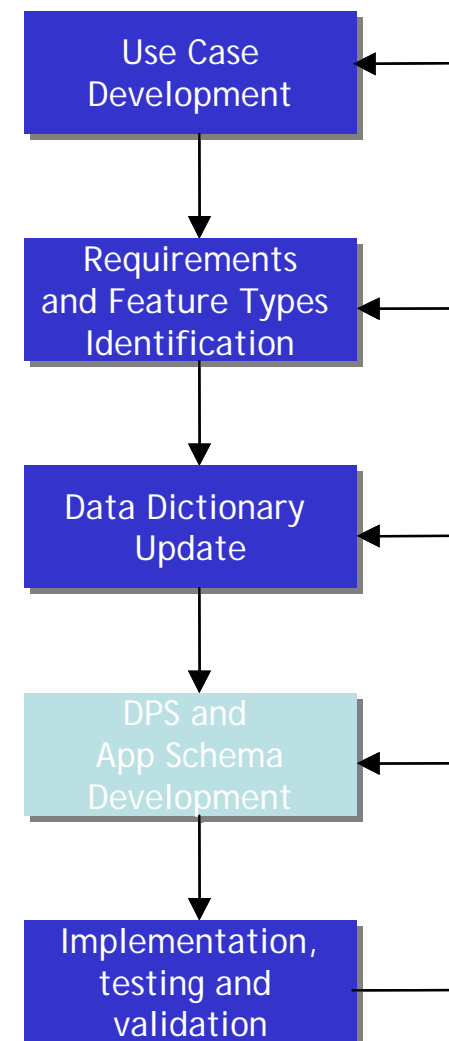 Use Case
Development
Requirements
and Feature Types
Identification
Data Dictionary
Update
DPS and
App Schema
Development
Implementation,
testing and
validation